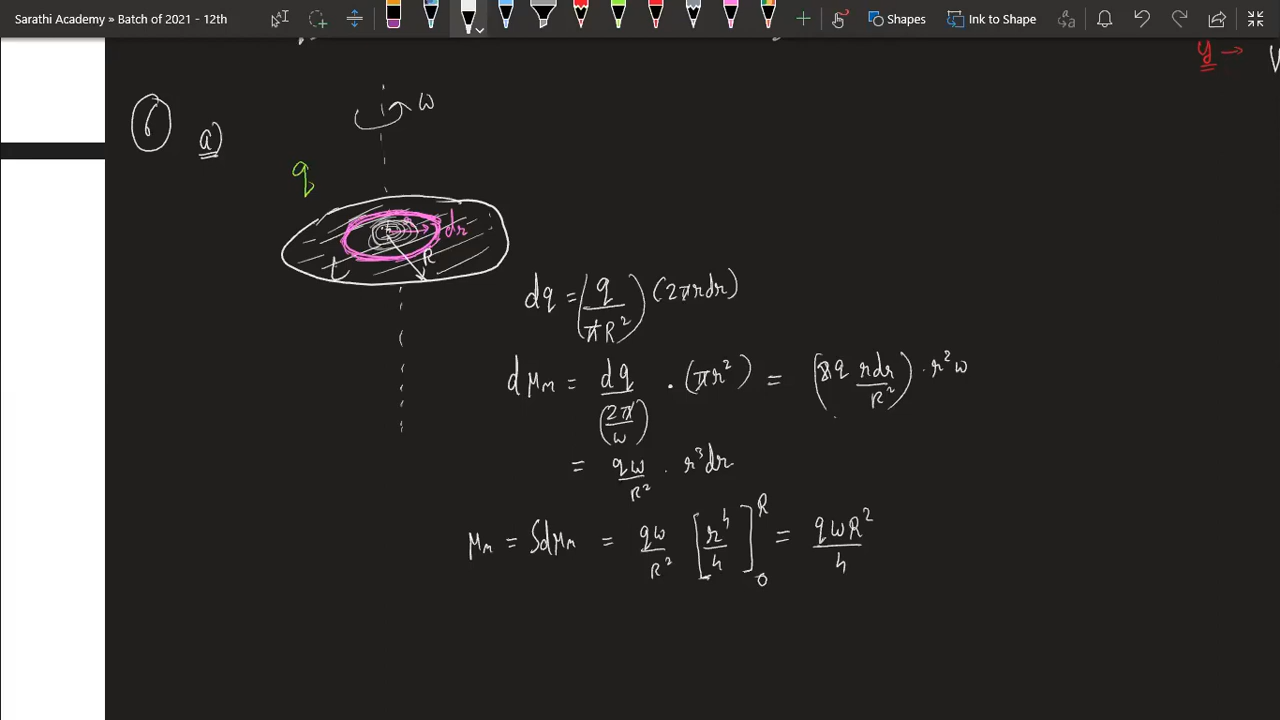 Sarathi Academy » Batch of 2021 - 12th
Shapes
Ink to Shape
y →
6
a)
ω
q
dr
t
R
dq = (q/πR²) (2πrdr)
dμₘ = dq/(2π/ω) . (πr²) = (2q rdr/R²) . r²ω
= qω/R² . r³dr
μₘ = ∫dμₘ = qω/R² [r⁴/4]₀ᴿ = qωR²/4